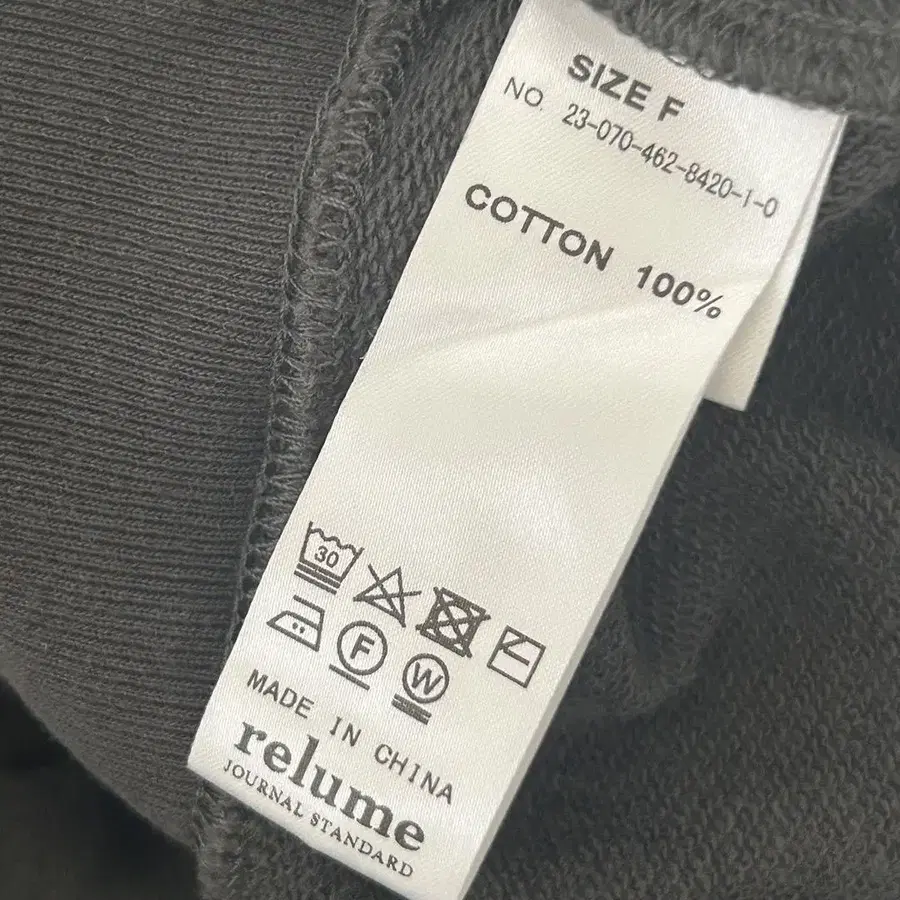 SIZE F
NO. 23-070-462-8420-1-0
COTTON 100%
30
F
W
MADE IN CHINA
relume
JOURNAL STANDARD